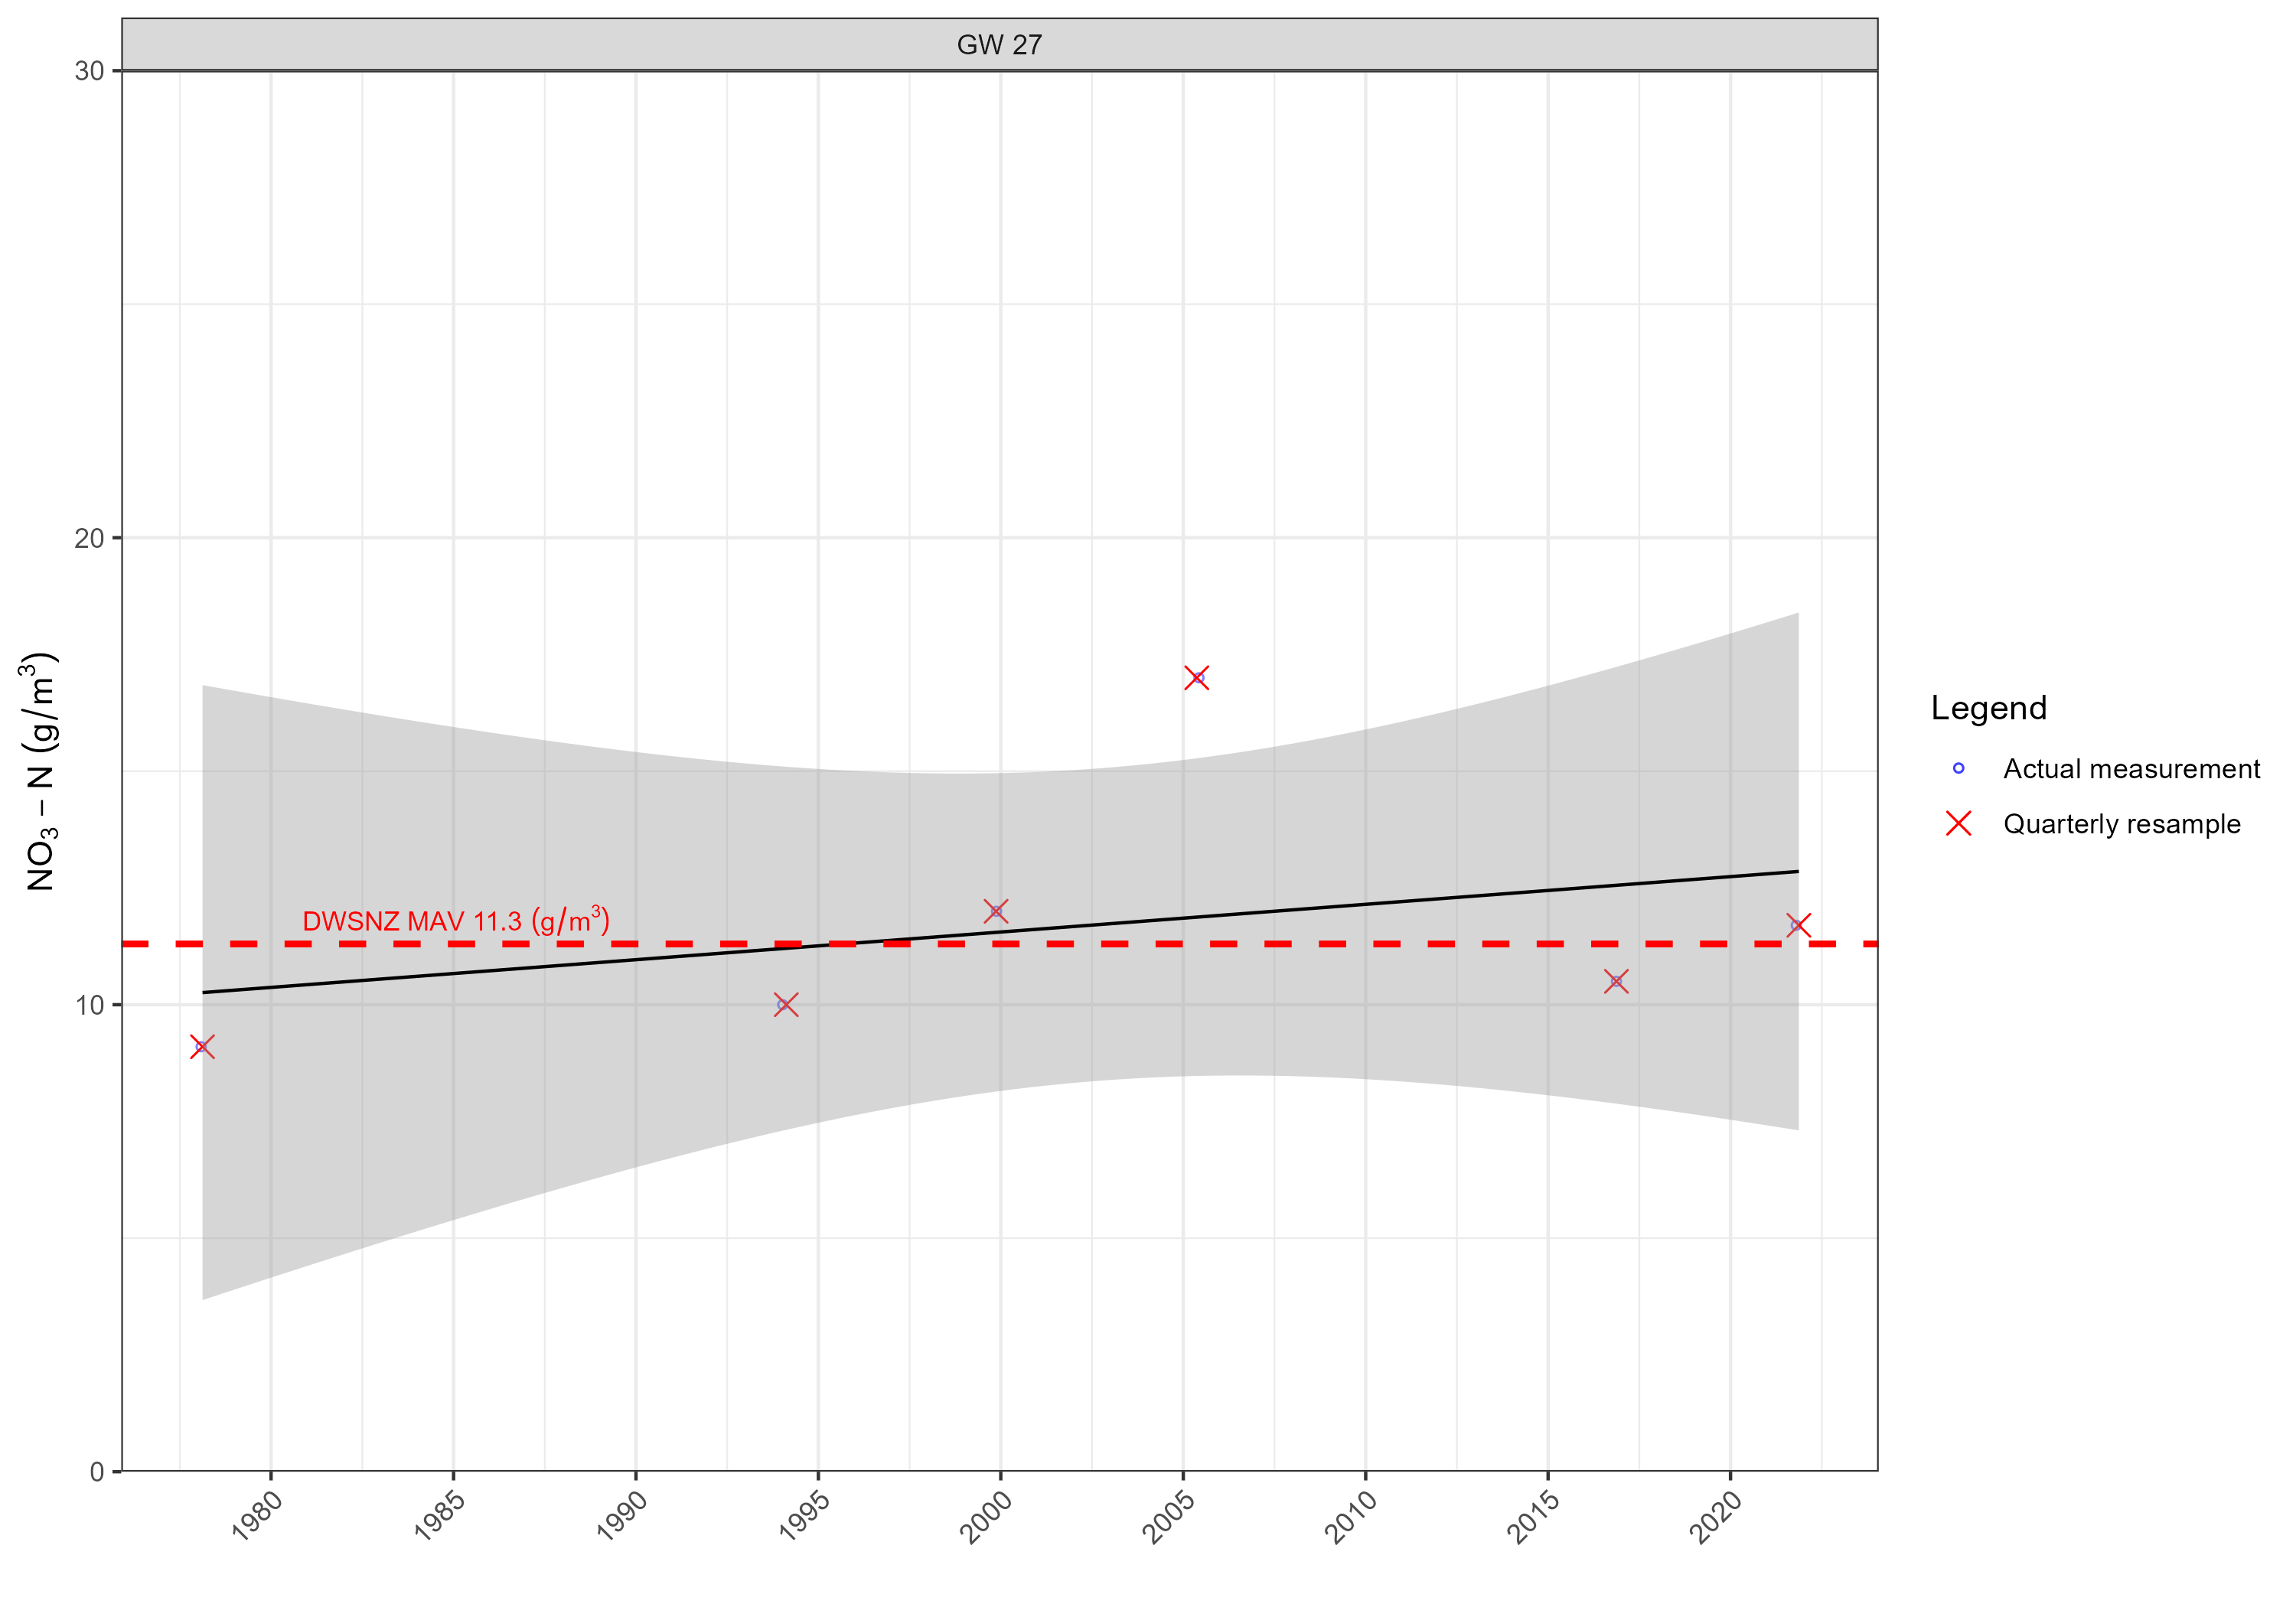 GW 27
30
20
10
0
NO₃ – N (g/m³)
DWSNZ MAV 11.3 (g/m³)
1980
1985
1990
1995
2000
2005
2010
2015
2020
Legend
Actual measurement
Quarterly resample